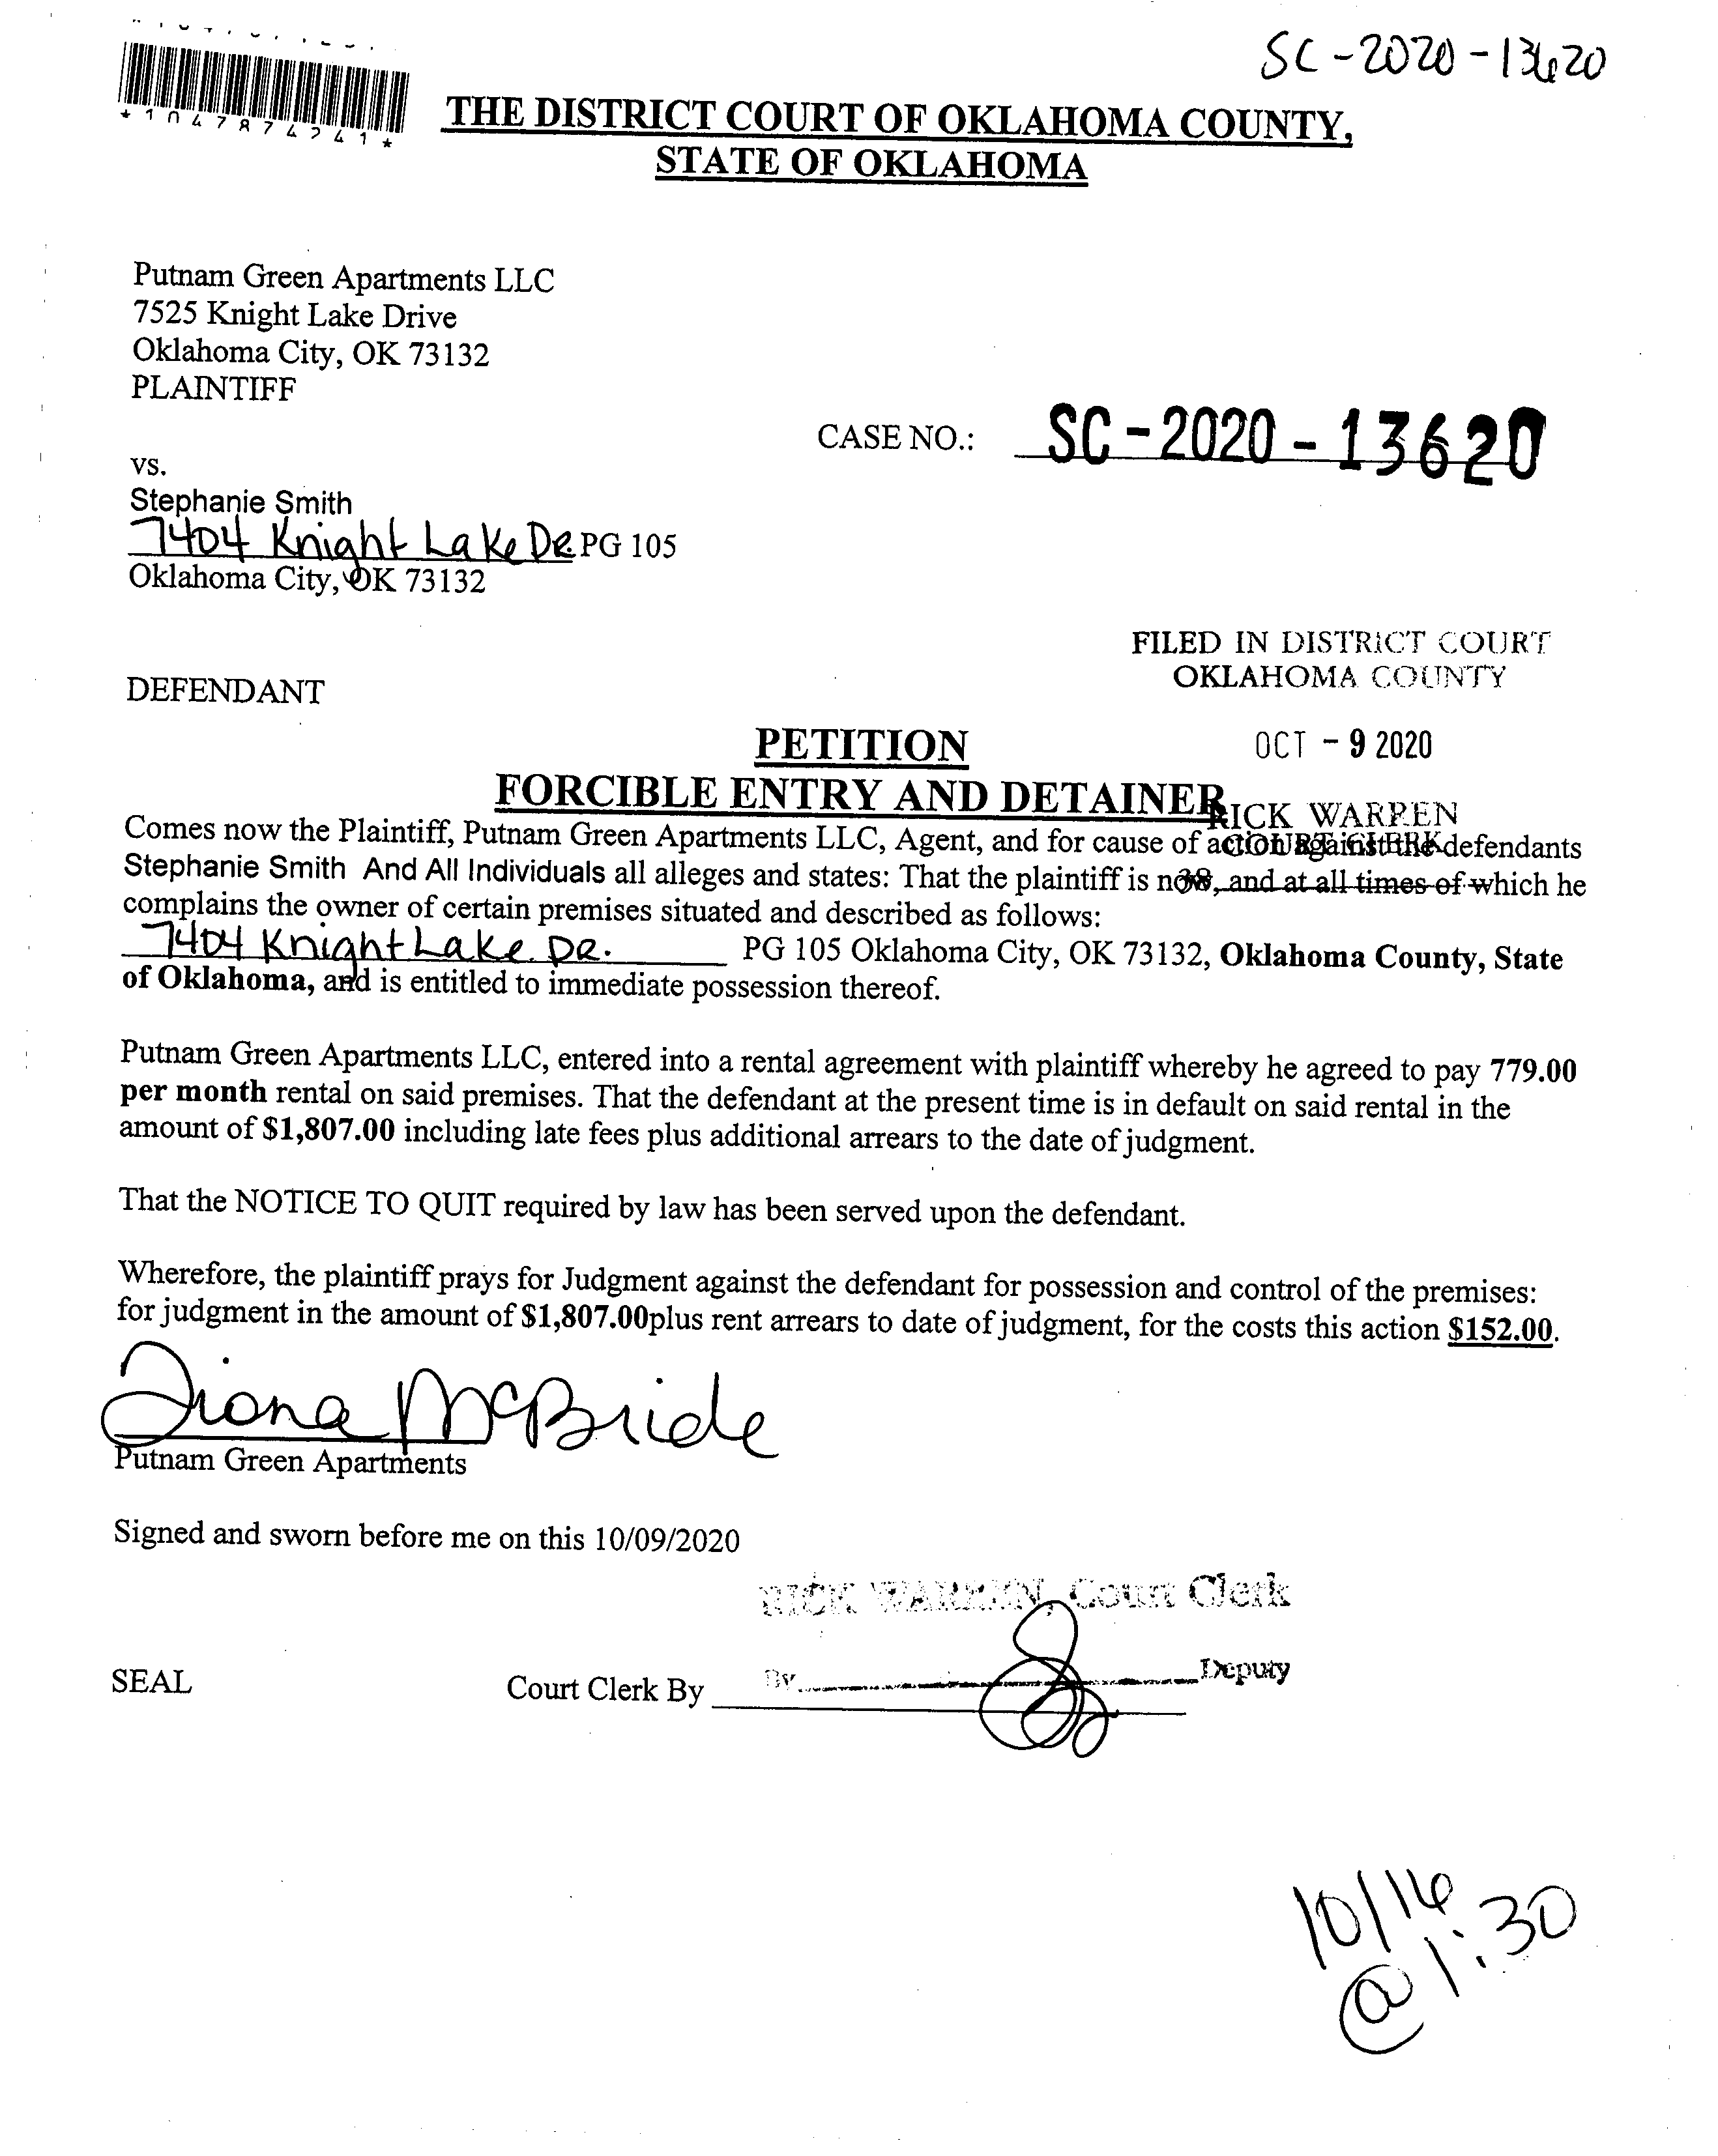 SC-2020-13620
*1047874241*
THE DISTRICT COURT OF OKLAHOMA COUNTY,
STATE OF OKLAHOMA
Putnam Green Apartments LLC
7525 Knight Lake Drive
Oklahoma City, OK 73132
PLAINTIFF
CASE NO.: SC-2020-13620
vs.
Stephanie Smith
7404 Knight Lake DR PG 105
Oklahoma City, OK 73132
FILED IN DISTRICT COURT
OKLAHOMA COUNTY
DEFENDANT
OCT - 9 2020
PETITION
FORCIBLE ENTRY AND DETAINER
RICK WARREN
COURT CLERK
Comes now the Plaintiff, Putnam Green Apartments LLC, Agent, and for cause of action against the defendants
Stephanie Smith And All Individuals all alleges and states: That the plaintiff is now, and at all times of which he
complains the owner of certain premises situated and described as follows:
7404 Knight Lake DR. PG 105 Oklahoma City, OK 73132, Oklahoma County, State
of Oklahoma, and is entitled to immediate possession thereof.
Putnam Green Apartments LLC, entered into a rental agreement with plaintiff whereby he agreed to pay 779.00
per month rental on said premises. That the defendant at the present time is in default on said rental in the
amount of $1,807.00 including late fees plus additional arrears to the date of judgment.
That the NOTICE TO QUIT required by law has been served upon the defendant.
Wherefore, the plaintiff prays for Judgment against the defendant for possession and control of the premises:
for judgment in the amount of $1,807.00plus rent arrears to date of judgment, for the costs this action $152.00.
Tiona McBride
Putnam Green Apartments
Signed and sworn before me on this 10/09/2020
RICK WARREN, Court Clerk
SEAL
Court Clerk By
By Deputy
10/16
@ 1:30